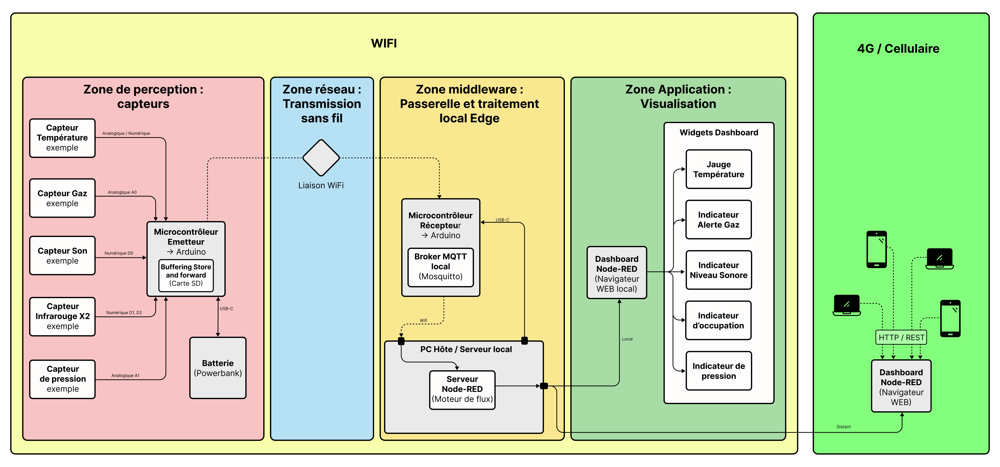 WIFI
4G / Cellulaire
Zone de perception :
capteurs
Capteur
Température
exemple
Analogique / Numérique
Capteur Gaz
exemple
Analogique A0
Capteur Son
exemple
Numérique D0
Capteur
Infrarouge X2
exemple
Numérique D1, D2
Capteur
de pression
exemple
Analogique A1
Microcontrôleur
Emetteur
→ Arduino
Buffering Store
and forward
(Carte SD)
USB-C
Batterie
(Powerbank)
Zone réseau :
Transmission
sans fil
Liaison WiFi
Zone middleware :
Passerelle et traitement
local Edge
Microcontrôleur
Récepteur
→ Arduino
Broker MQTT
local
(Mosquitto)
USB-C
Wifi
PC Hôte / Serveur local
Serveur
Node-RED
(Moteur de flux)
Zone Application :
Visualisation
Dashboard
Node-RED
(Navigateur
WEB local)
Local
Widgets Dashboard
Jauge
Température
Indicateur
Alerte Gaz
Indicateur
Niveau Sonore
Indicateur
d’occupation
Indicateur de
pression
HTTP / REST
Dashboard
Node-RED
(Navigateur
WEB)
Distant